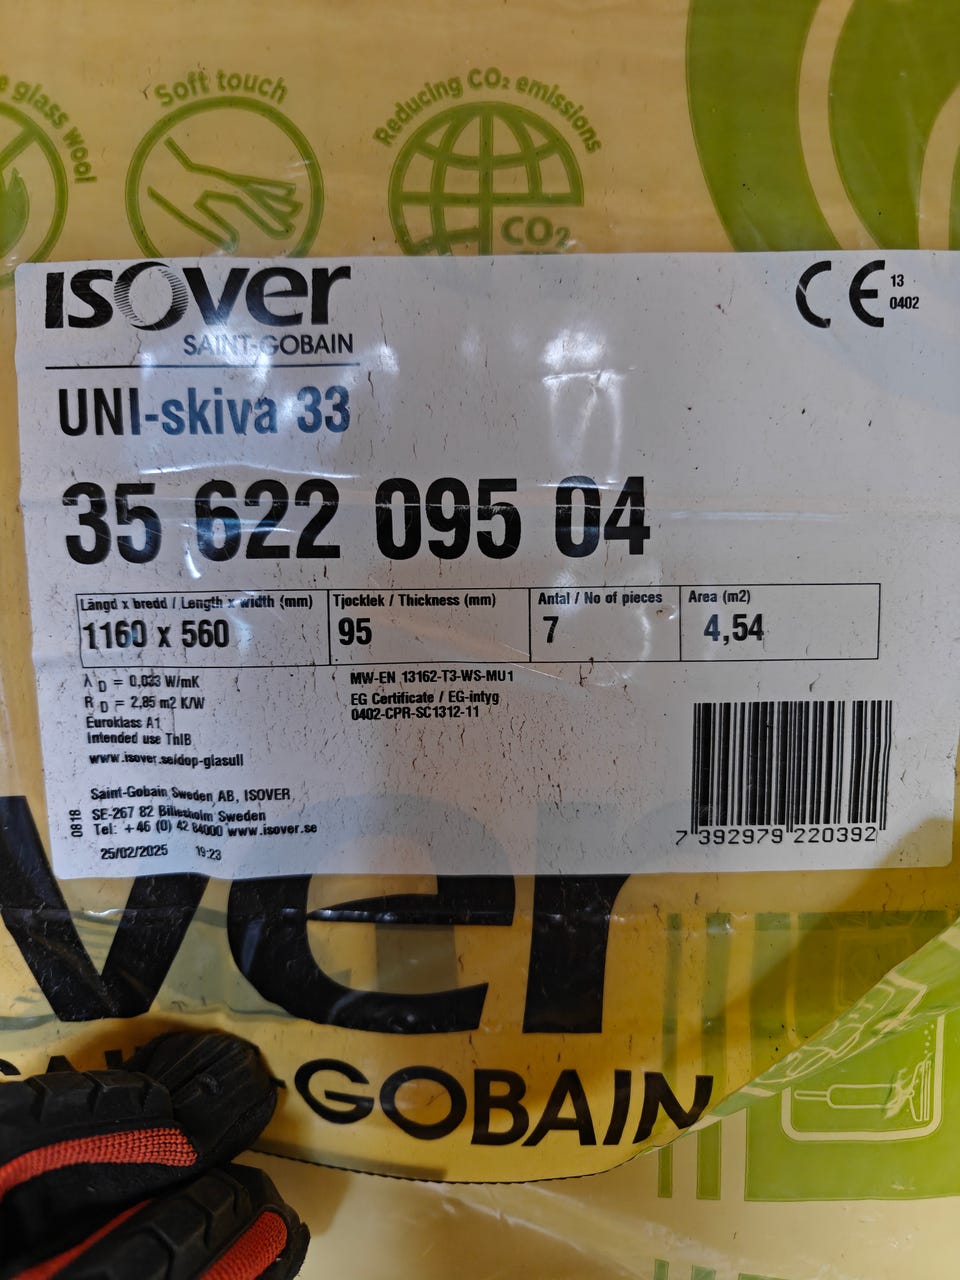 e glass wool
Soft touch
Reducing CO₂ emissions
CO₂
ısover
SAINT-GOBAIN
CE 13
0402
UNI-skiva 33
35 622 095 04
Längd x bredd / Length x width (mm)
1160 x 560
Tjocklek / Thickness (mm)
95
Antal / No of pieces
7
Area (m2)
4,54
λ D = 0,033 W/mK
R D = 2,85 m2 K/W
Euroklass A1
Intended use ThIB
www.isover.se/dop-glasull
MW-EN 13162-T3-WS-MU1
EG Certificate / EG-intyg
0402-CPR-SC1312-11
Saint-Gobain Sweden AB, ISOVER
SE-267 82 Billesholm Sweden
Tel: +46 (0) 42 84000 www.isover.se
0818
25/02/2025 19:23
7 392979 220392
ver
-GOBAIN